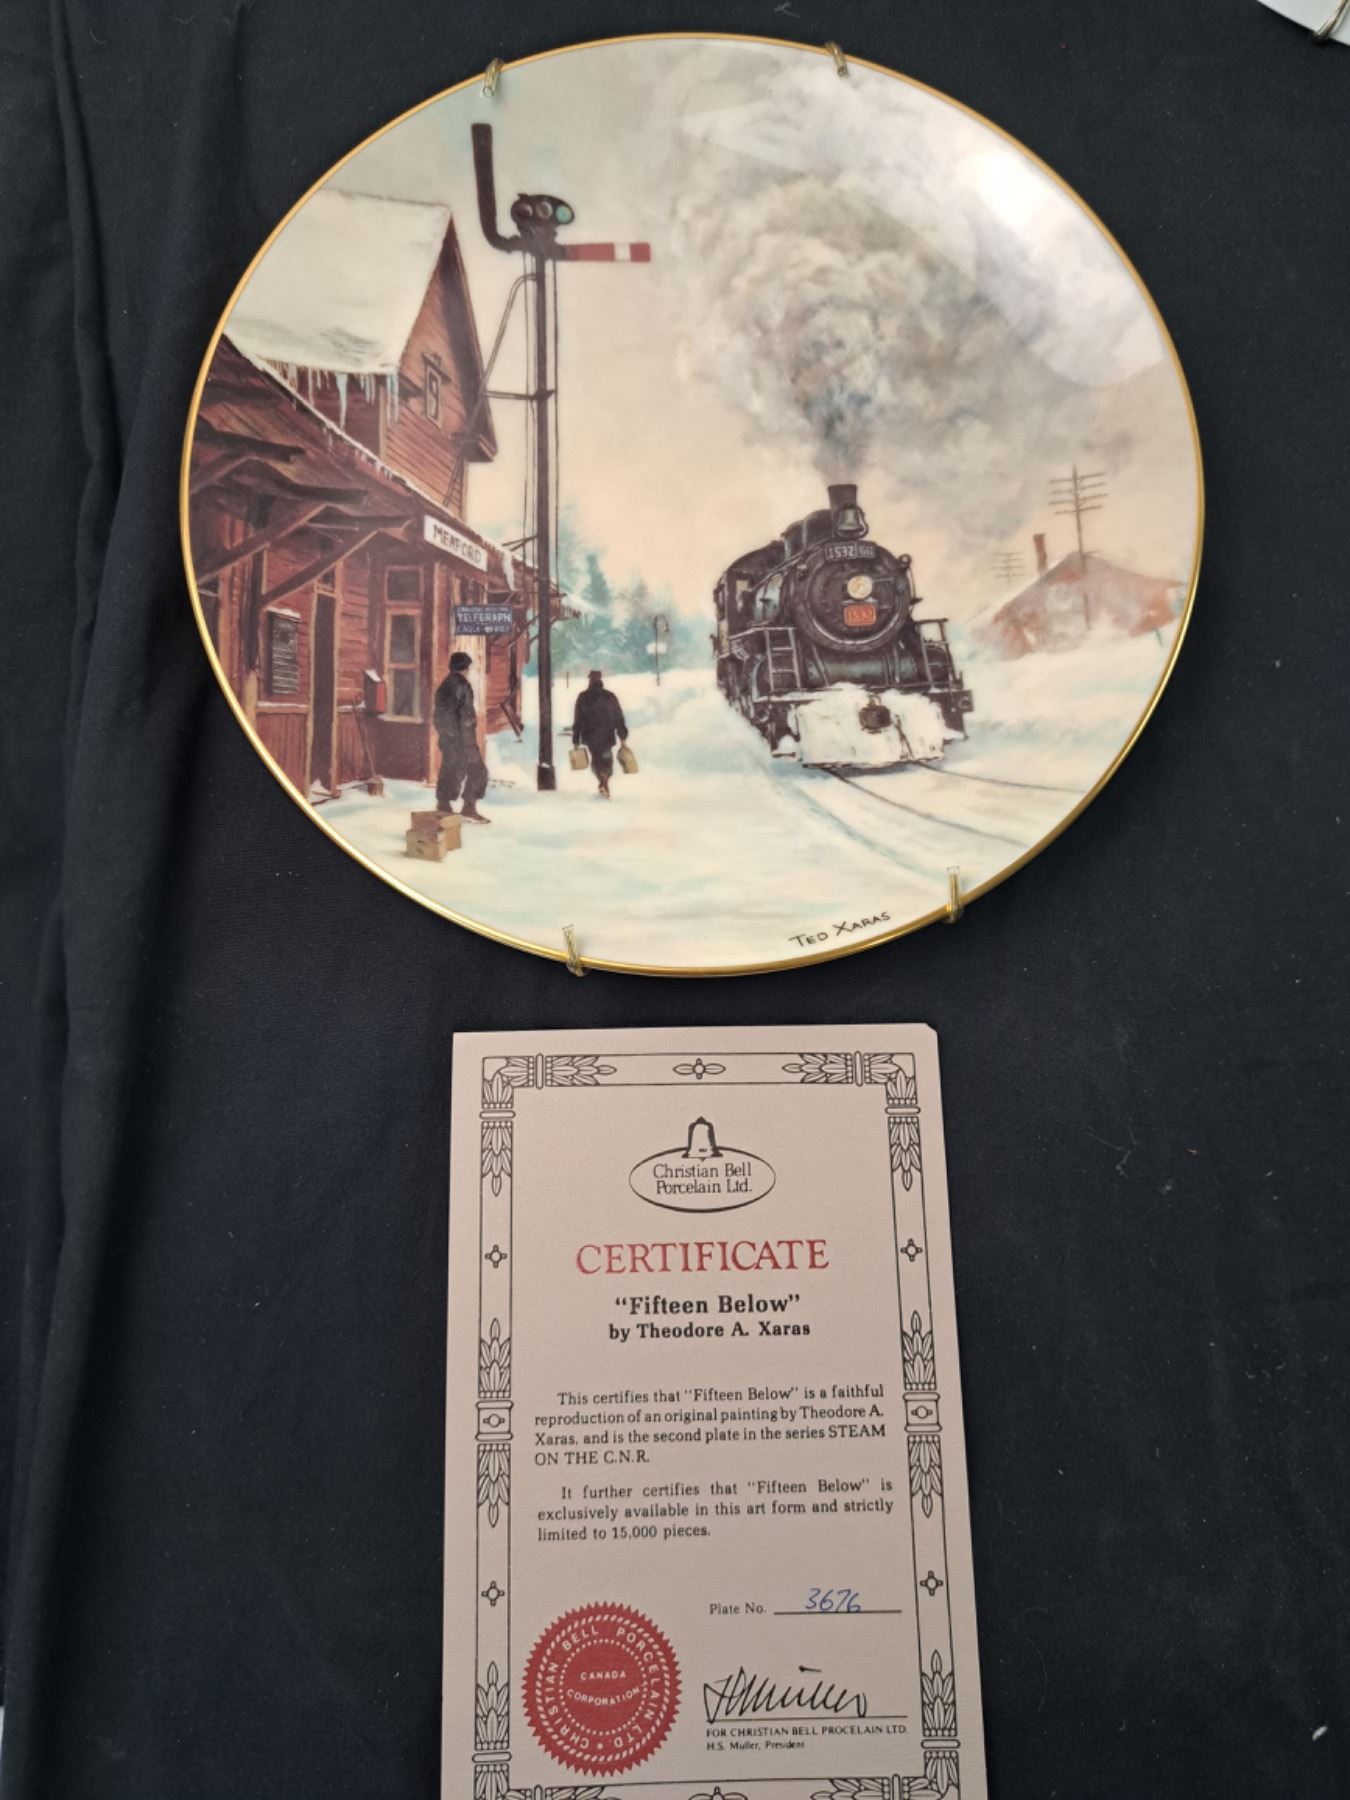 MEAFORD
TELEGRAPH
1532
TED XARAS
Christian Bell
Porcelain Ltd.
CERTIFICATE
"Fifteen Below"
by Theodore A. Xaras
This certifies that "Fifteen Below" is a faithful
reproduction of an original painting by Theodore A.
Xaras, and is the second plate in the series STEAM
ON THE C.N.R.
It further certifies that "Fifteen Below" is
exclusively available in this art form and strictly
limited to 15,000 pieces.
Plate No. 3676
CHRISTIAN BELL PORCELAIN LTD.
CANADA
CORPORATION
FOR CHRISTIAN BELL PROCELAIN LTD.
H.S. Muller, President